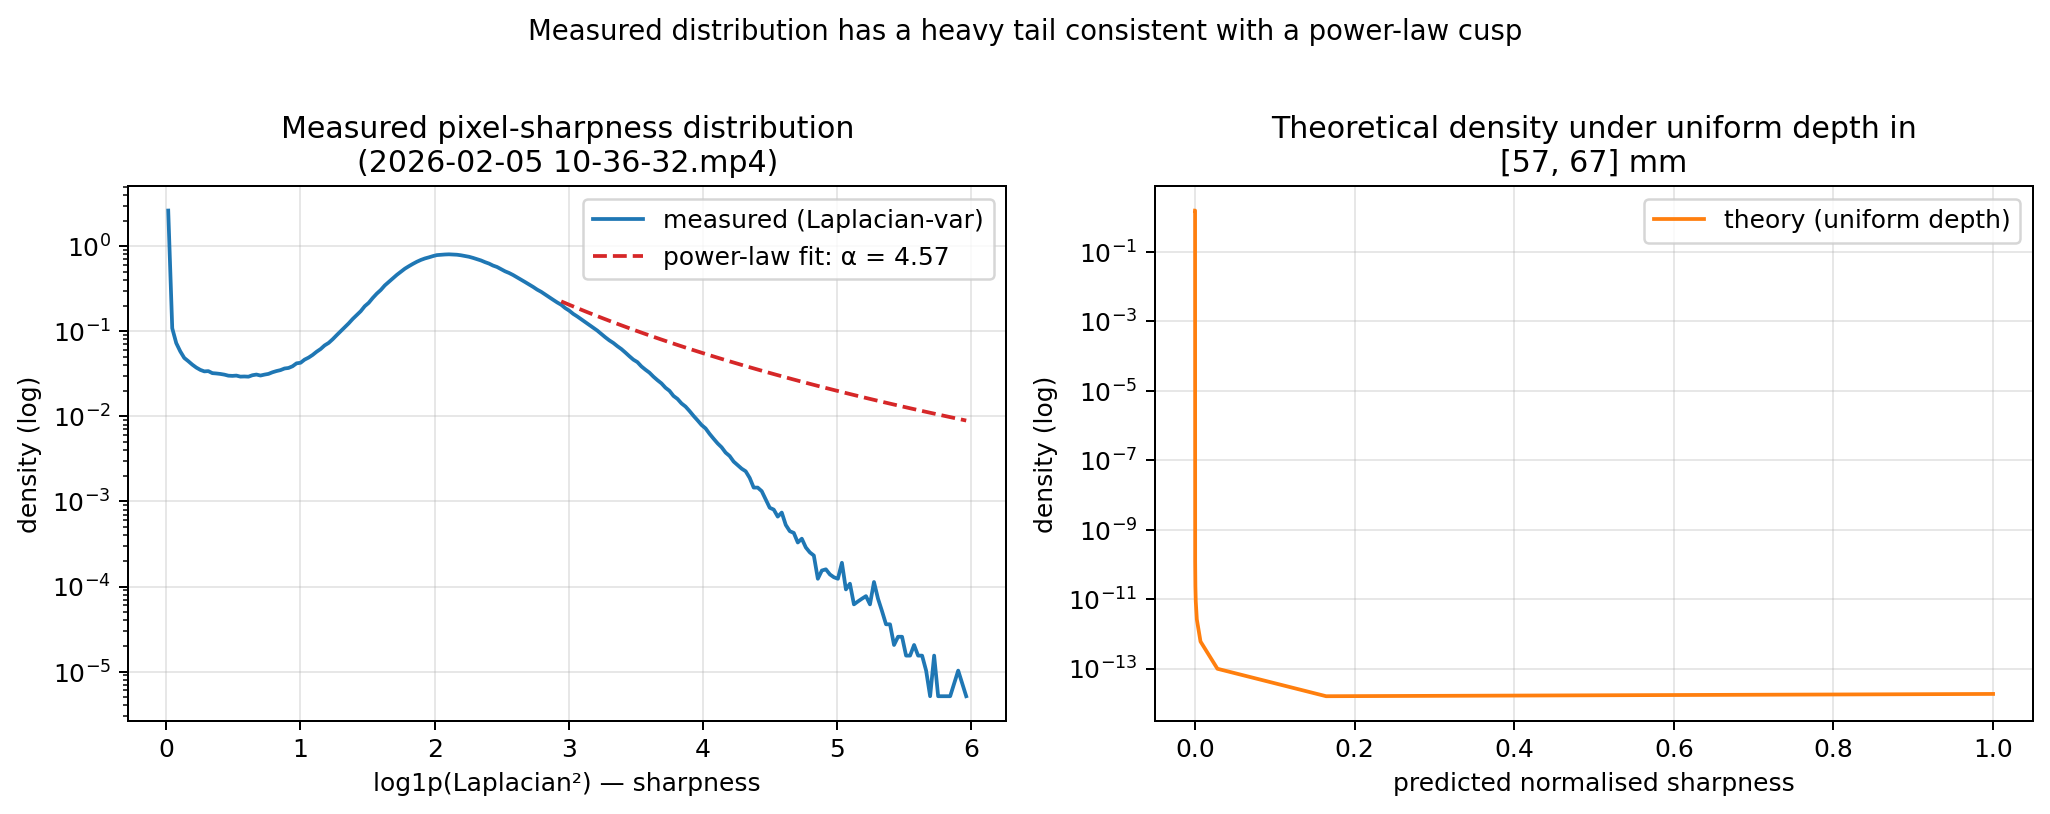 Measured distribution has a heavy tail consistent with a power-law cusp
Measured pixel-sharpness distribution
(2026-02-05 10-36-32.mp4)
measured (Laplacian-var)
power-law fit: α = 4.57
density (log)
10⁰
10⁻¹
10⁻²
10⁻³
10⁻⁴
10⁻⁵
0 1 2 3 4 5 6
log1p(Laplacian²) — sharpness
Theoretical density under uniform depth in
[57, 67] mm
theory (uniform depth)
density (log)
10⁻¹
10⁻³
10⁻⁵
10⁻⁷
10⁻⁹
10⁻¹¹
10⁻¹³
0.0 0.2 0.4 0.6 0.8 1.0
predicted normalised sharpness